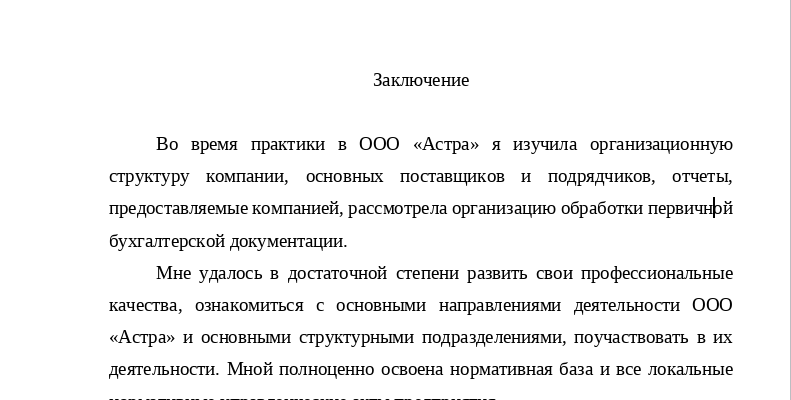 Заключение
Во время практики в ООО «Астра» я изучила организационную
структуру компании, основных поставщиков и подрядчиков, отчеты,
предоставляемые компанией, рассмотрела организацию обработки первичной
бухгалтерской документации.
Мне удалось в достаточной степени развить свои профессиональные
качества, ознакомиться с основными направлениями деятельности ООО
«Астра» и основными структурными подразделениями, поучаствовать в их
деятельности. Мной полноценно освоена нормативная база и все локальные